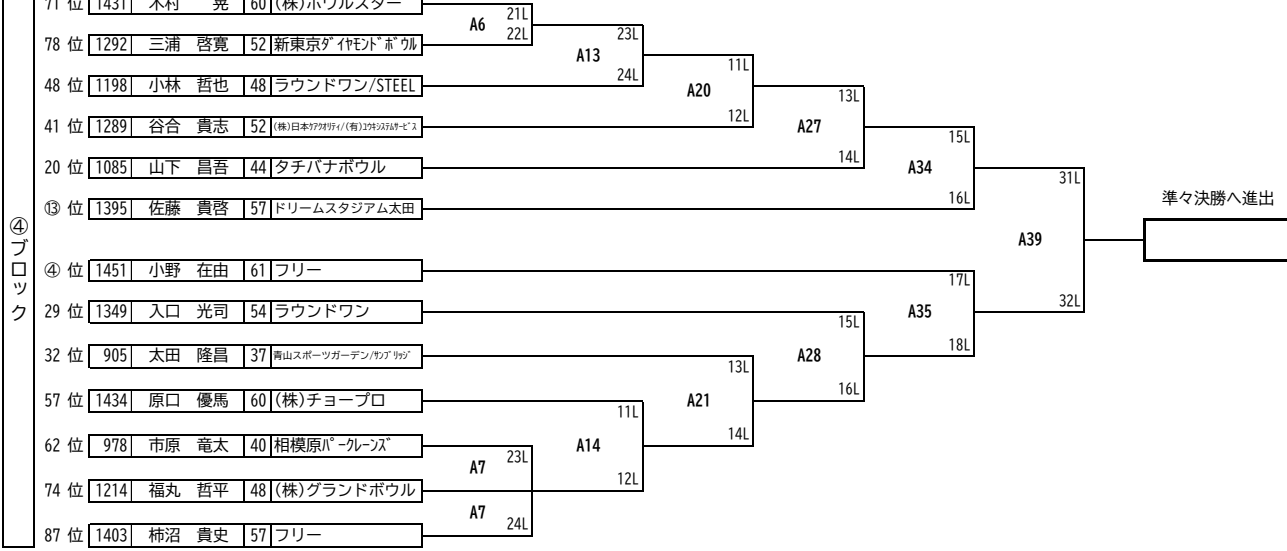 71 位 1431 木村 晃 60 (株)ボウルスター
78 位 1292 三浦 啓寛 52 新東京ダイヤモンドボウル
48 位 1198 小林 哲也 48 ラウンドワン/STEEL
41 位 1289 谷合 貴志 52 (株)日本ケアクオリティ/(有)ユウキシステムサービス
20 位 1085 山下 昌吾 44 タチバナボウル
⑬ 位 1395 佐藤 貴啓 57 ドリームスタジアム太田
④ブロック
④ 位 1451 小野 在由 61 フリー
29 位 1349 入口 光司 54 ラウンドワン
32 位 905 太田 隆昌 37 青山スポーツガーデン/サンブリッジ
57 位 1434 原口 優馬 60 (株)チョープロ
62 位 978 市原 竜太 40 相模原パークレーンズ
74 位 1214 福丸 哲平 48 (株)グランドボウル
87 位 1403 柿沼 貴史 57 フリー
A6
21L
22L
A13
23L
24L
A20
11L
12L
A27
13L
14L
A34
15L
16L
A39
31L
32L
準々決勝へ進出
A35
17L
18L
A28
15L
16L
A21
13L
14L
A14
11L
12L
A7
23L
A7
24L